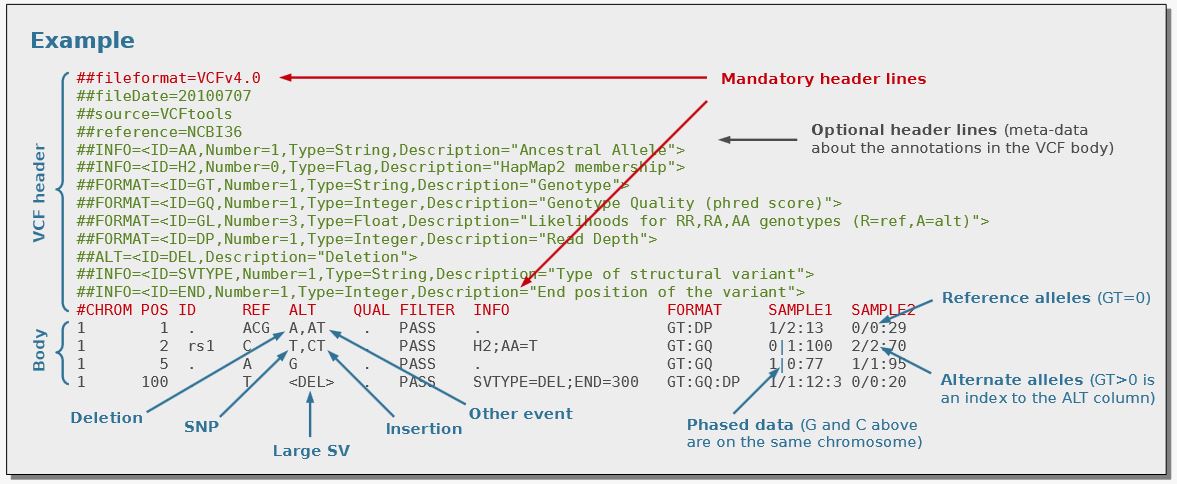 Example
##fileformat=VCFv4.0
##fileDate=20100707
##source=VCFtools
##reference=NCBI36
##INFO=<ID=AA,Number=1,Type=String,Description="Ancestral Allele">
##INFO=<ID=H2,Number=0,Type=Flag,Description="HapMap2 membership">
##FORMAT=<ID=GT,Number=1,Type=String,Description="Genotype">
##FORMAT=<ID=GQ,Number=1,Type=Integer,Description="Genotype Quality (phred score)">
##FORMAT=<ID=GL,Number=3,Type=Float,Description="Likelihoods for RR,RA,AA genotypes (R=ref,A=alt)">
##FORMAT=<ID=DP,Number=1,Type=Integer,Description="Read Depth">
##ALT=<ID=DEL,Description="Deletion">
##INFO=<ID=SVTYPE,Number=1,Type=String,Description="Type of structural variant">
##INFO=<ID=END,Number=1,Type=Integer,Description="End position of the variant">
#CHROM POS ID REF ALT QUAL FILTER INFO FORMAT SAMPLE1 SAMPLE2
1 1 . ACG A,AT . PASS . GT:DP 1/2:13 0/0:29
1 2 rs1 C T,CT . PASS H2;AA=T GT:GQ 0|1:100 2/2:70
1 5 . A G . PASS . GT:GQ 1|0:77 1/1:95
1 100 T <DEL> . PASS SVTYPE=DEL;END=300 GT:GQ:DP 1/1:12:3 0/0:20
VCF header
Body
Mandatory header lines
Optional header lines (meta-data
about the annotations in the VCF body)
Reference alleles (GT=0)
Alternate alleles (GT>0 is
an index to the ALT column)
Phased data (G and C above
are on the same chromosome)
Deletion
SNP
Large SV
Insertion
Other event